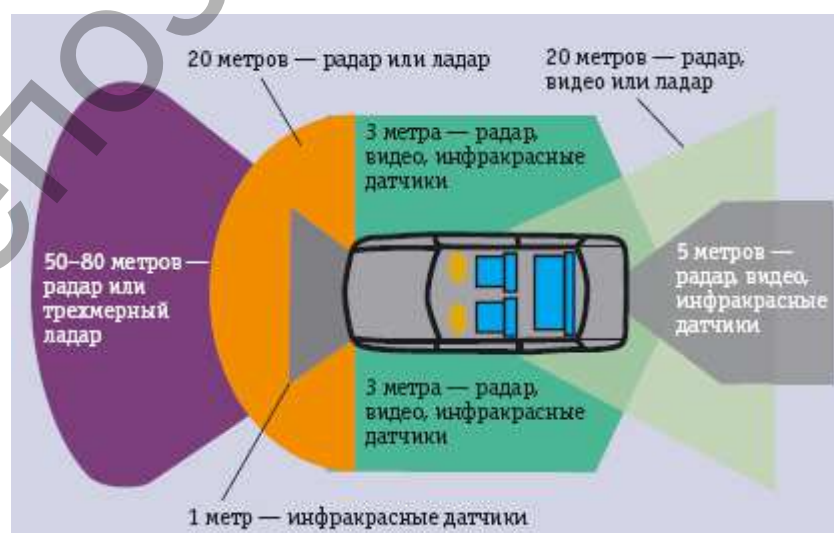 20 метров — радар или ладар
20 метров — радар,
видео или ладар
3 метра — радар,
видео, инфракрасные
датчики
50–80 метров —
радар или
трехмерный
ладар
5 метров —
радар, видео,
инфракрасные
датчики
3 метра — радар,
видео, инфракрасные
датчики
1 метр — инфракрасные датчики